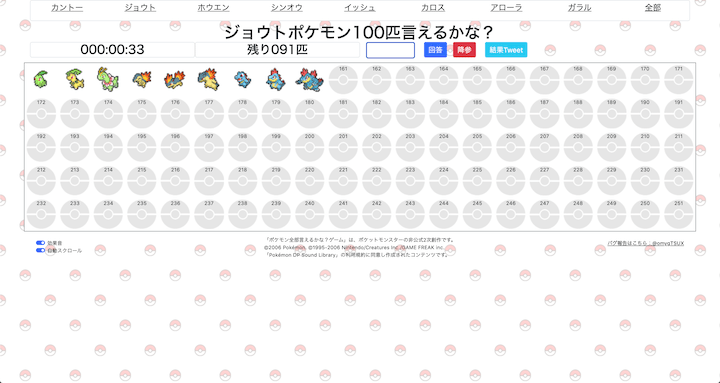 カントー ジョウト ホウエン シンオウ イッシュ カロス アローラ ガラル 全部
ジョウトポケモン100匹言えるかな？
000:00:33 残り091匹 回答 降参 結果Tweet
161 162 163 164 165 166 167 168 169 170 171
172 173 174 175 176 177 178 179 180 181 182 183 184 185 186 187 188 189 190 191
192 193 194 195 196 197 198 199 200 201 202 203 204 205 206 207 208 209 210 211
212 213 214 215 216 217 218 219 220 221 222 223 224 225 226 227 228 229 230 231
232 233 234 235 236 237 238 239 240 241 242 243 244 245 246 247 248 249 250 251
効果音
自動スクロール
「ポケモン全部言えるかな？ゲーム」は、ポケットモンスターの非公式2次創作です。
©2006 Pokémon. ©1995-2006 Nintendo/Creatures Inc./GAME FREAK inc.
「Pokémon DP Sound Library」の利用規約に同意し作成されたコンテンツです。
バグ報告はこちら